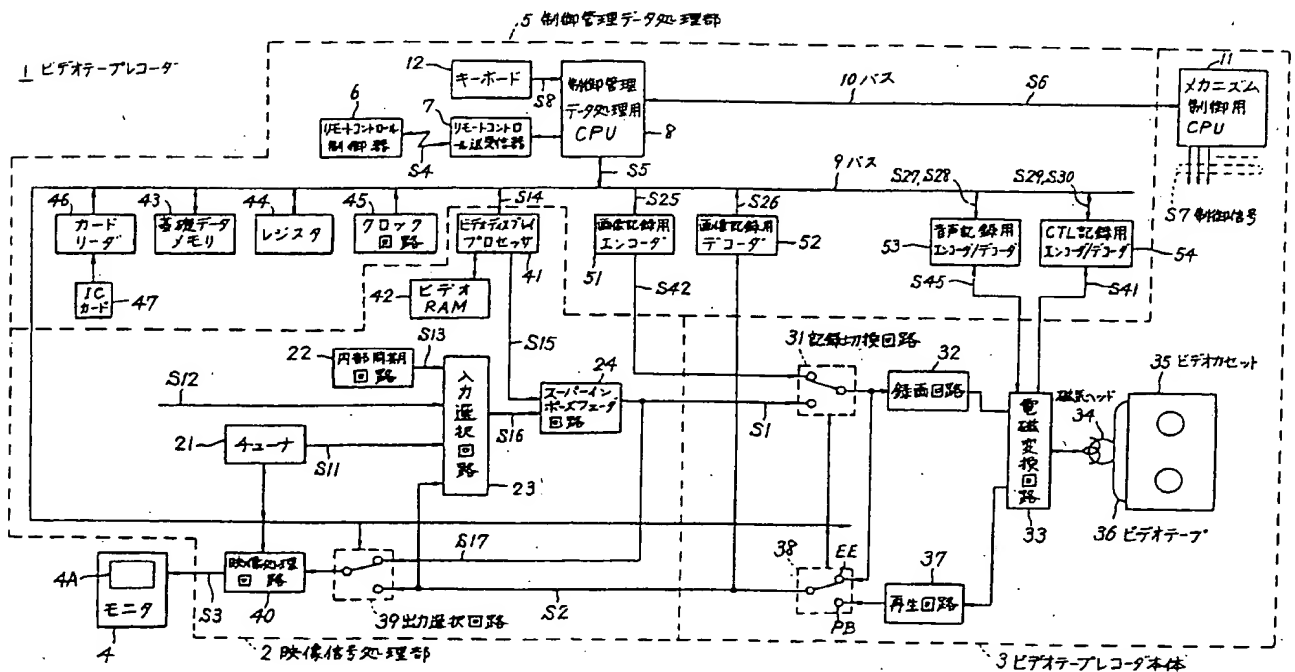 5 制御管理データ処理部
1 ビデオテープレコーダ
12
キーボード
S8
制御管理
データ処理用
CPU
8
10 バス
S6
11
メカニズム
制御用
CPU
6
リモートコントロール
制御器
S4
7
リモートコントロ
ール送受信器
S5
9 バス
S7 制御信号
46
カード
リーダ
43
基礎データ
メモリ
44
レジスタ
45
クロック
回路
S14
ビデオディスプレイ
プロセッサ
41
S25
画像記録用
エンコーダ
51
S26
画像記録用
デコーダ
52
S27,S28
53
音声記録用
エンコーダ/デコーダ
S29,S30
CTL記録用
エンコーダ/デコーダ
54
IC
カード
47
42
ビデオ
RAM
S42
S45
S41
22
内部同期
回路
S13
S15
S12
21
チューナ
S11
入力選択回路
23
S16
24
スーパーイン
ポーズフェーダ
回路
31 記録切換回路
S1
32
録画回路
電磁変換回路
33
磁気ヘッド
34
35 ビデオカセット
36 ビデオテープ
4A
モニタ
4
S3
映像処理
回路
40
S17
39 出力選択回路
S2
38
EE
PB
37
再生回路
2 映像信号処理部
3 ビデオテープレコーダ本体